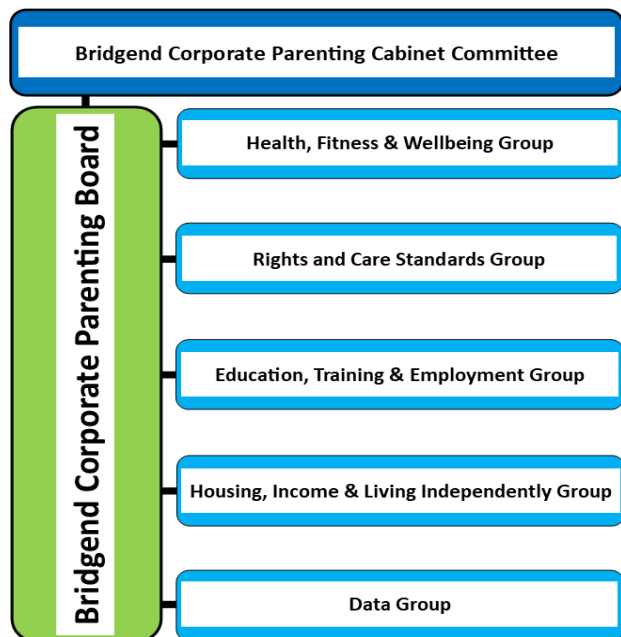 Bridgend Corporate Parenting Cabinet Committee
Bridgend Corporate Parenting Board
Health, Fitness & Wellbeing Group
Rights and Care Standards Group
Education, Training & Employment Group
Housing, Income & Living Independently Group
Data Group